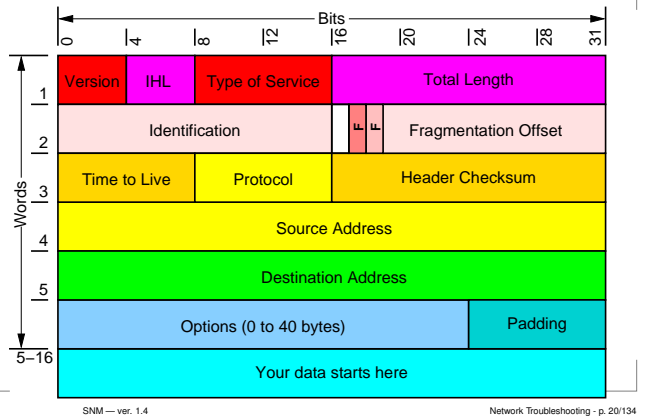 Bits
0 4 8 12 16 20 24 28 31
Words
Version IHL Type of Service Total Length
1
Identification F F Fragmentation Offset
2
Time to Live Protocol Header Checksum
3
Source Address
4
Destination Address
5
Options (0 to 40 bytes) Padding
5–16
Your data starts here
SNM — ver. 1.4 Network Troubleshooting - p. 20/134